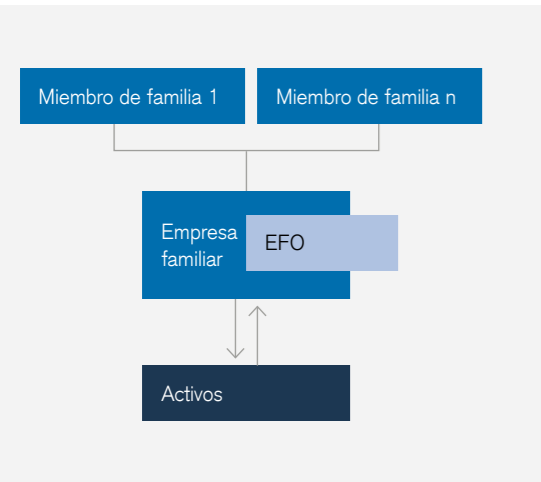 Miembro de familia 1
Miembro de familia n
Empresa
familiar
EFO
Activos